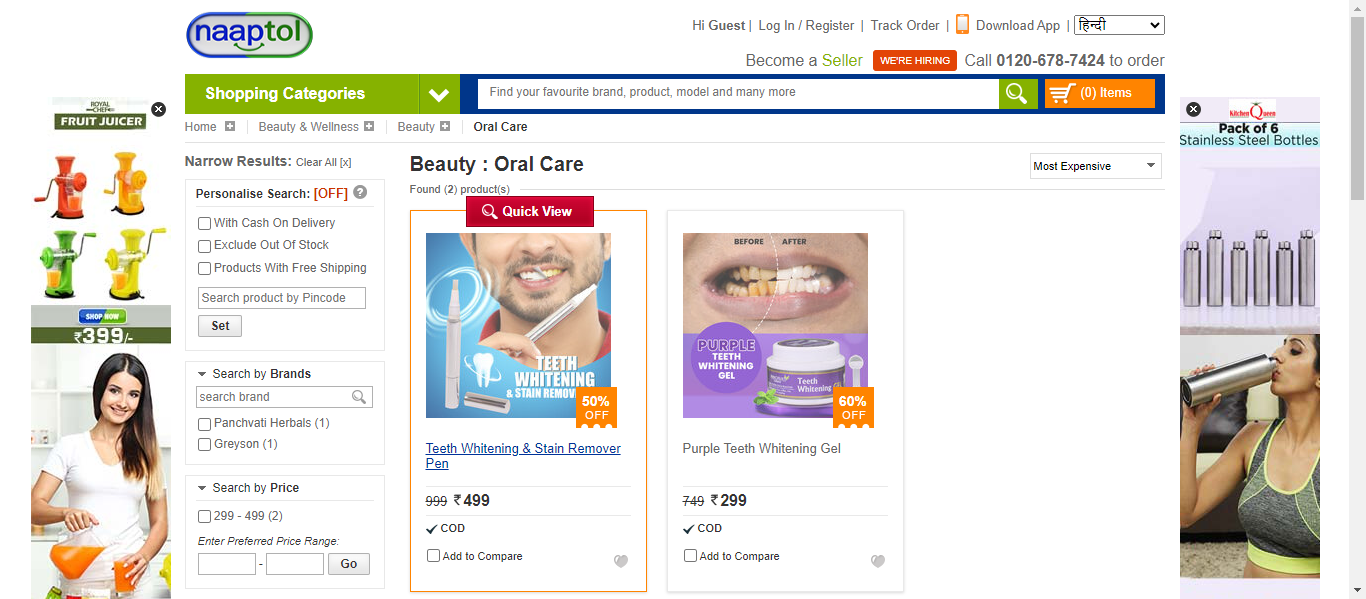 naaptol
Hi Guest | Log In / Register | Track Order | Download App | हिन्दी
Become a Seller WE'RE HIRING Call 0120-678-7424 to order
Shopping Categories
Find your favourite brand, product, model and many more
(0) Items
Home
Beauty & Wellness
Beauty
Oral Care
ROYAL
CHEF
FRUIT JUICER
SHOP NOW
₹399/-
Narrow Results: Clear All [x]
Personalise Search: [OFF] ?
With Cash On Delivery
Exclude Out Of Stock
Products With Free Shipping
Search product by Pincode
Set
Search by Brands
search brand
Panchvati Herbals (1)
Greyson (1)
Search by Price
299 - 499 (2)
Enter Preferred Price Range:
-
Go
Beauty : Oral Care
Most Expensive
Found (2) product(s)
Quick View
TEETH
WHITENING
& STAIN REMOV
50%
OFF
Teeth Whitening & Stain Remover
Pen
999 ₹499
COD
Add to Compare
BEFORE AFTER
PURPLE
TEETH
WHITENING
GEL
Teeth
Whitening
60%
OFF
Purple Teeth Whitening Gel
749 ₹299
COD
Add to Compare
Kitchen Queen
Pack of 6
Stainless Steel Bottles